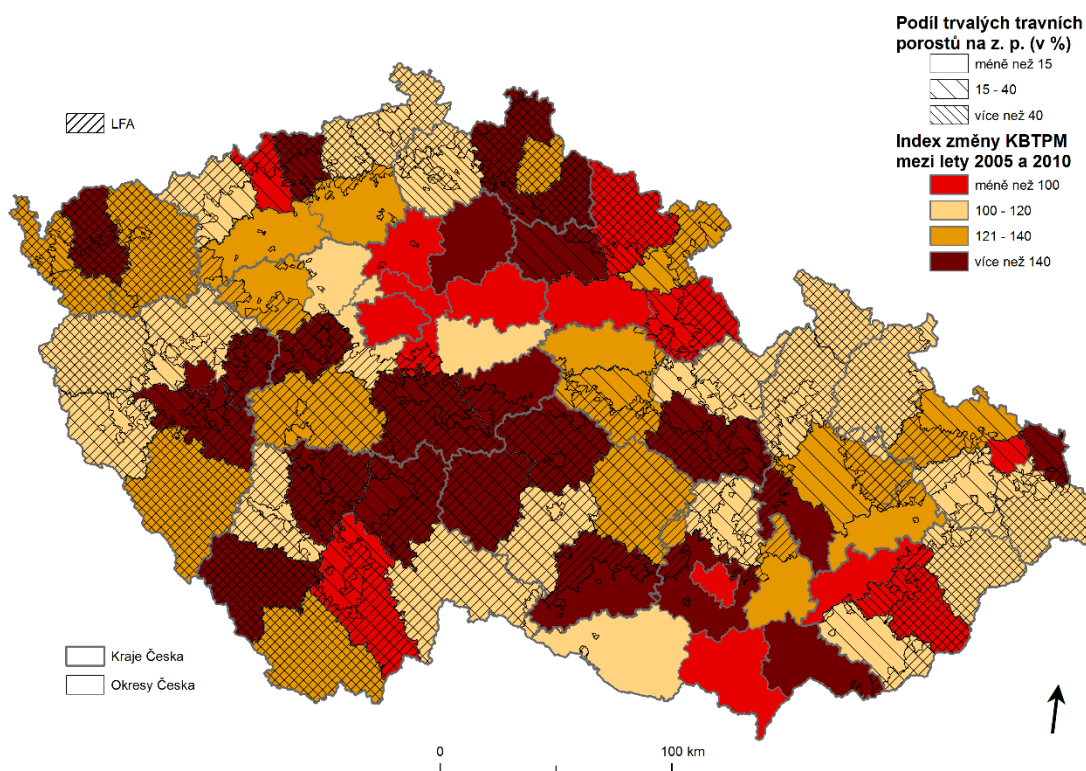 Podíl trvalých travních
porostů na z. p. (v %)
méně než 15
15 - 40
více než 40
LFA
Index změny KBTPM
mezi lety 2005 a 2010
méně než 100
100 - 120
121 - 140
více než 140
Kraje Česka
Okresy Česka
0 100 km